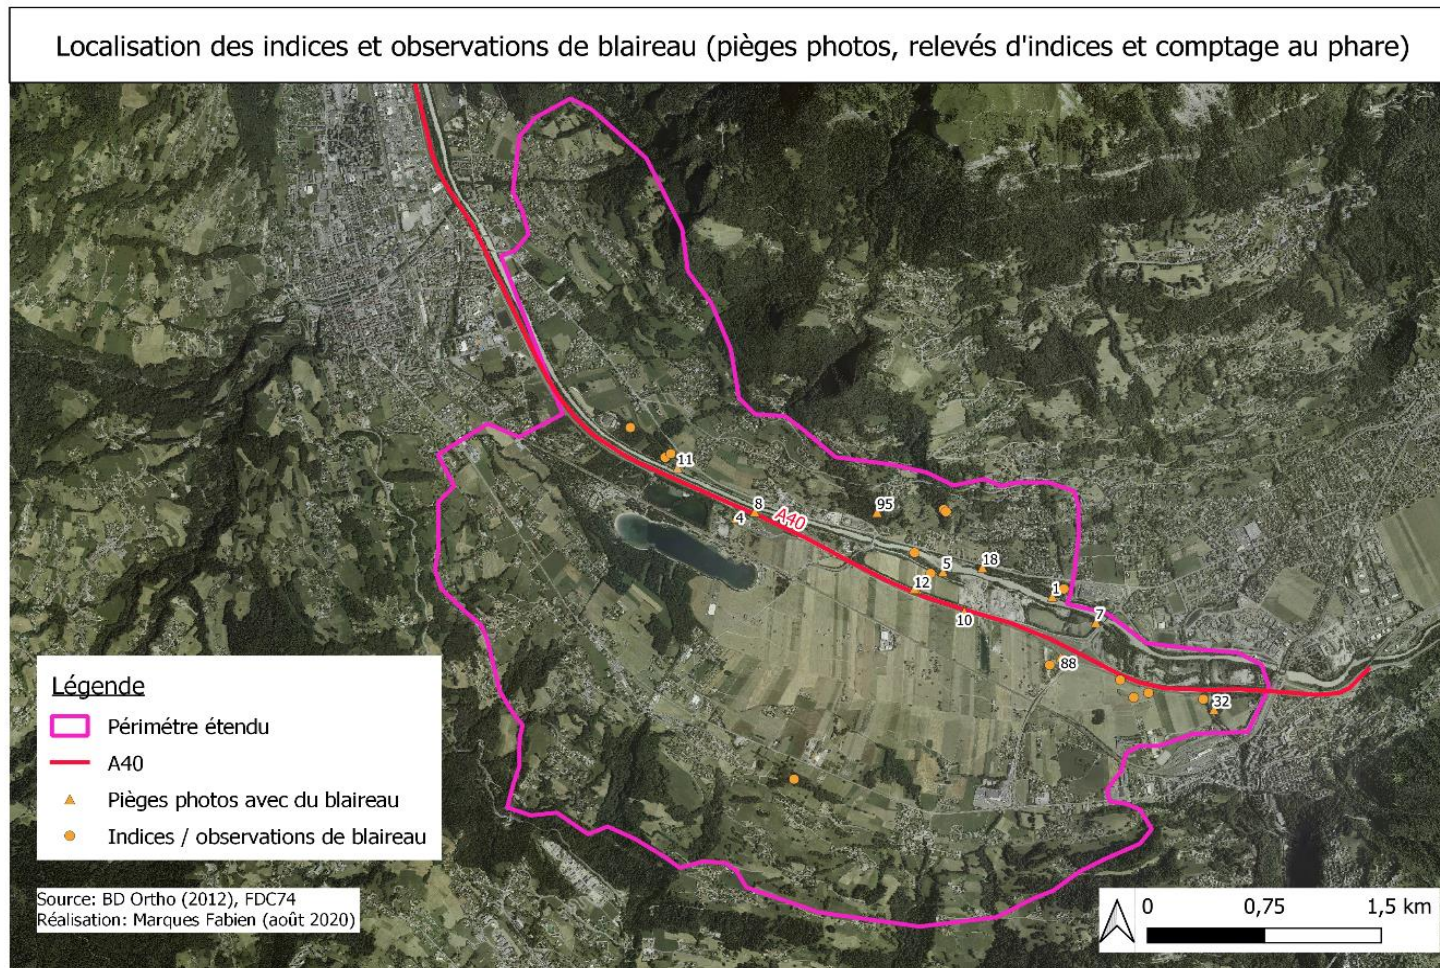 Localisation des indices et observations de blaireau (pièges photos, relevés d'indices et comptage au phare)
11
8
4
A40
95
5
18
12
1
10
7
88
32
Légende
Périmétre étendu
A40
Pièges photos avec du blaireau
Indices / observations de blaireau
Source: BD Ortho (2012), FDC74
Réalisation: Marques Fabien (août 2020)
0 0,75 1,5 km